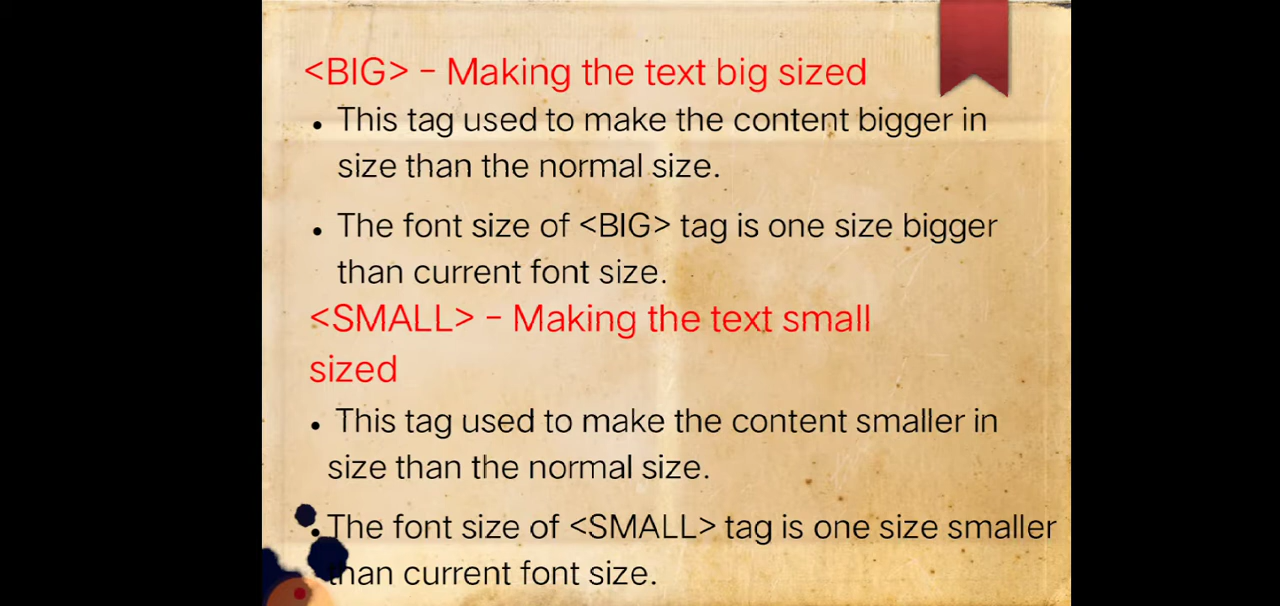 <BIG> – Making the text big sized
• This tag used to make the content bigger in
size than the normal size.
• The font size of <BIG> tag is one size bigger
than current font size.
<SMALL> – Making the text small
sized
• This tag used to make the content smaller in
size than the normal size.
• The font size of <SMALL> tag is one size smaller
than current font size.